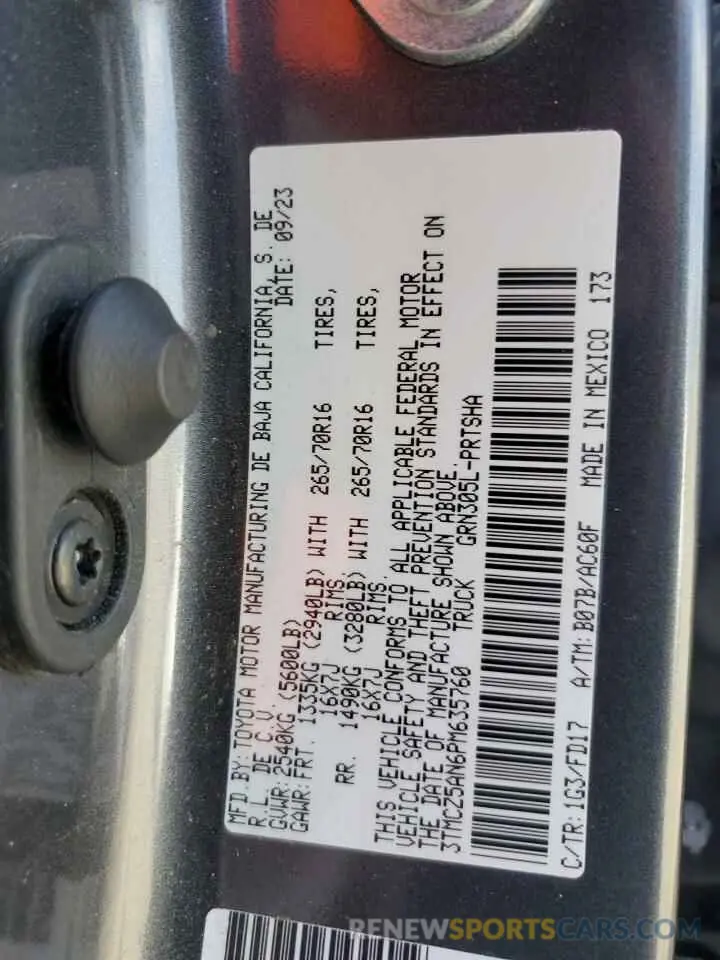 MFD.BY:TOYOTA MOTOR MANUFACTURING DE BAJA CALIFORNIA, S. DE
R.L. DE C.V. DATE: 09/23
GVWR:2540KG (5600LB)
GAWR:FRT. 1335KG (2940LB) WITH 265/70R16 TIRES,
16X7J RIMS.
RR. 1490KG (3280LB) WITH 265/70R16 TIRES,
16X7J RIMS.
THIS VEHICLE CONFORMS TO ALL APPLICABLE FEDERAL MOTOR
VEHICLE SAFETY AND THEFT PREVENTION STANDARDS IN EFFECT ON
THE DATE OF MANUFACTURE SHOWN ABOVE.
3TMCZ5AN6PM635760 TRUCK GRN305L-PRTSHA
C/TR: 1G3/FD17 A/TM: B07B/AC60F MADE IN MEXICO 173
RENEWSPORTSCARS.COM